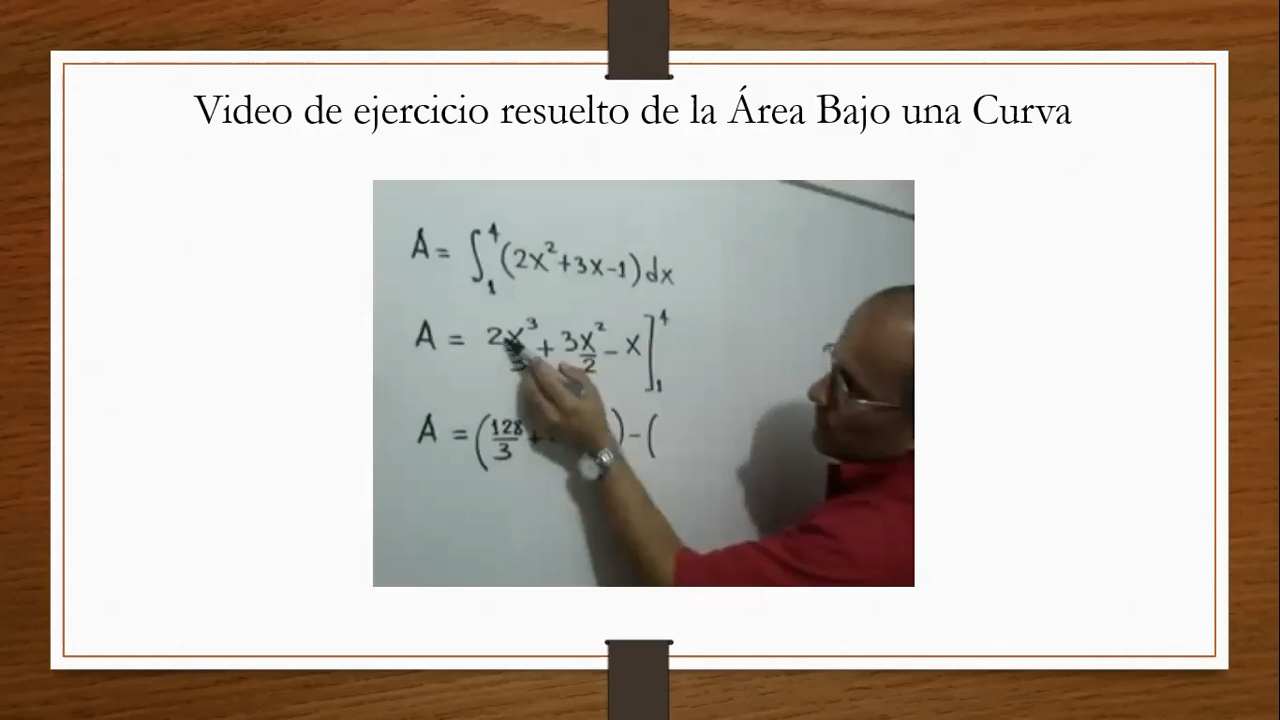 Video de ejercicio resuelto de la Área Bajo una Curva
A = ∫₁⁴ (2x²+3x-1) dx
A = 2x³/3 + 3x²/2 - x]₁⁴
A = (128/3 + ) - (